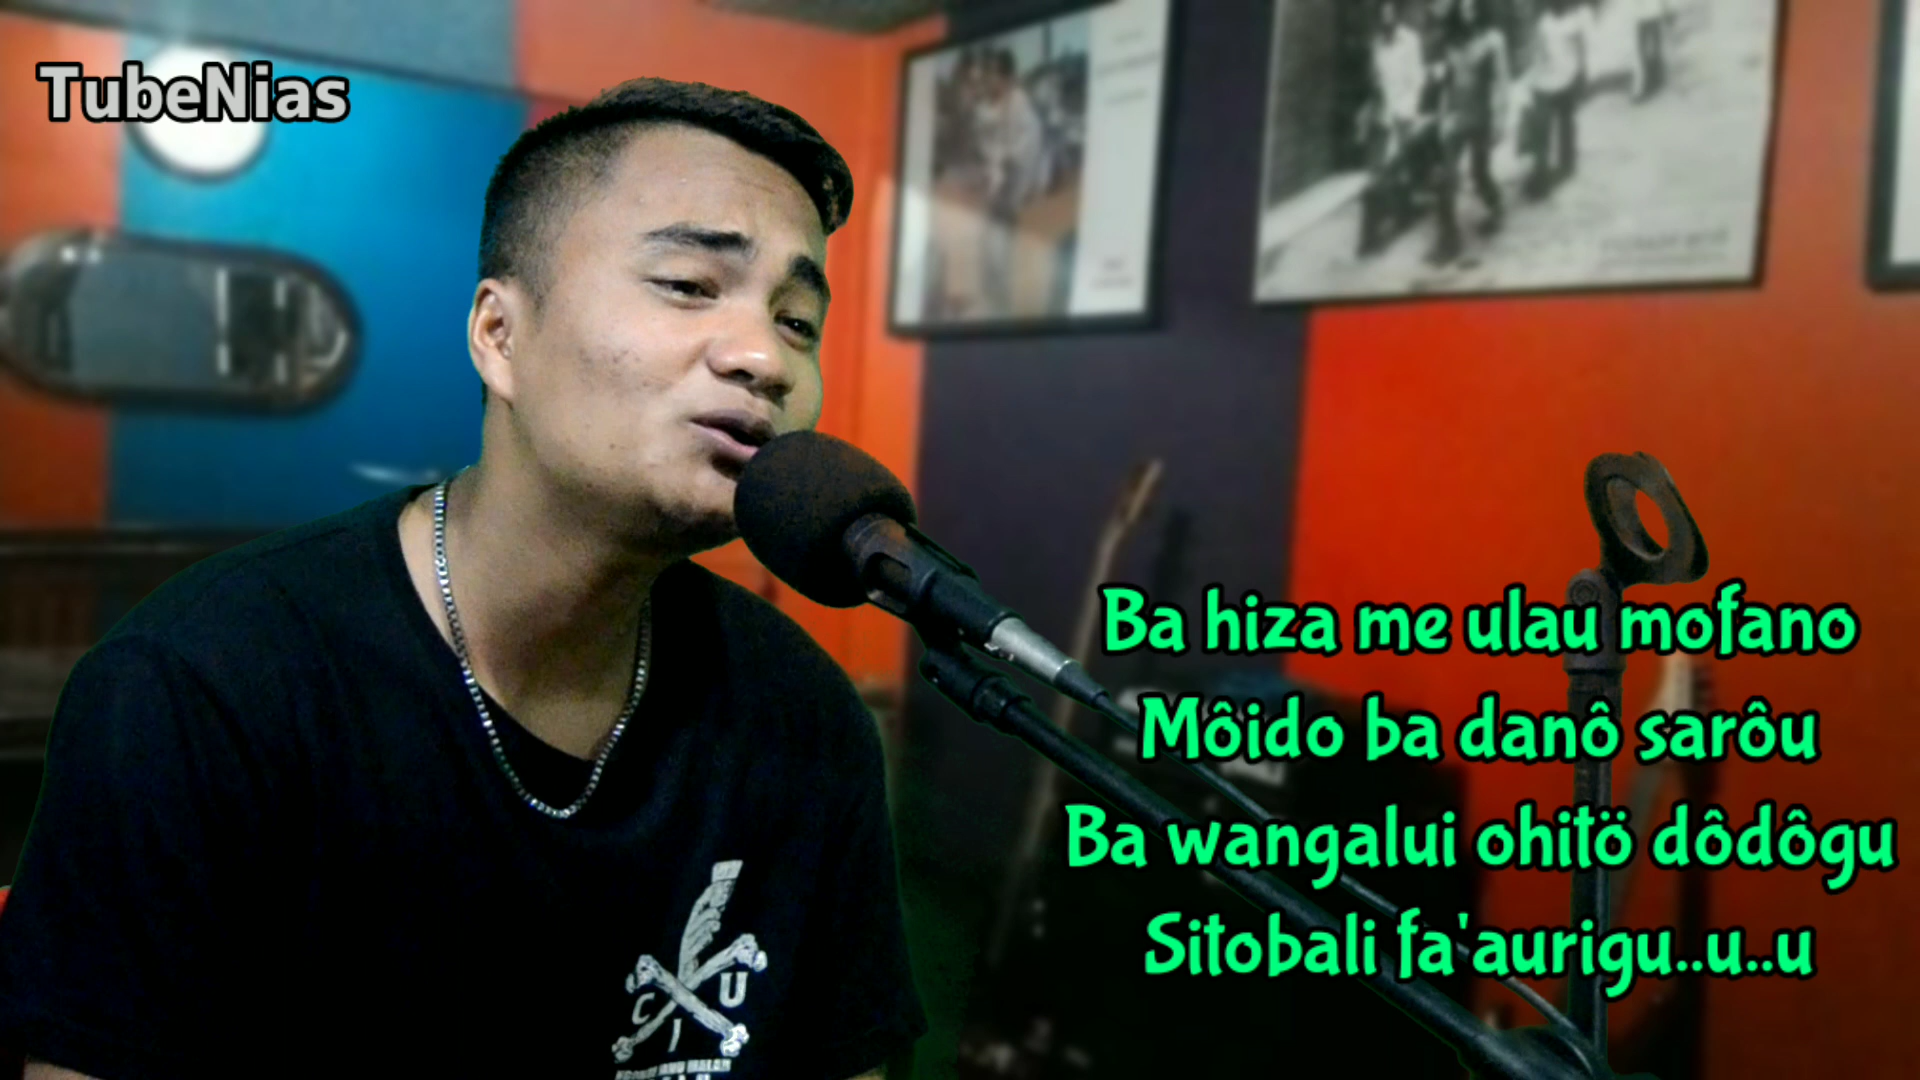 TubeNias
Ba hiza me ulau mofano
Môido ba danô sarôu
Ba wangalui ohitö dôdôgu
Sitobali fa'aurigu..u..u
C U
I